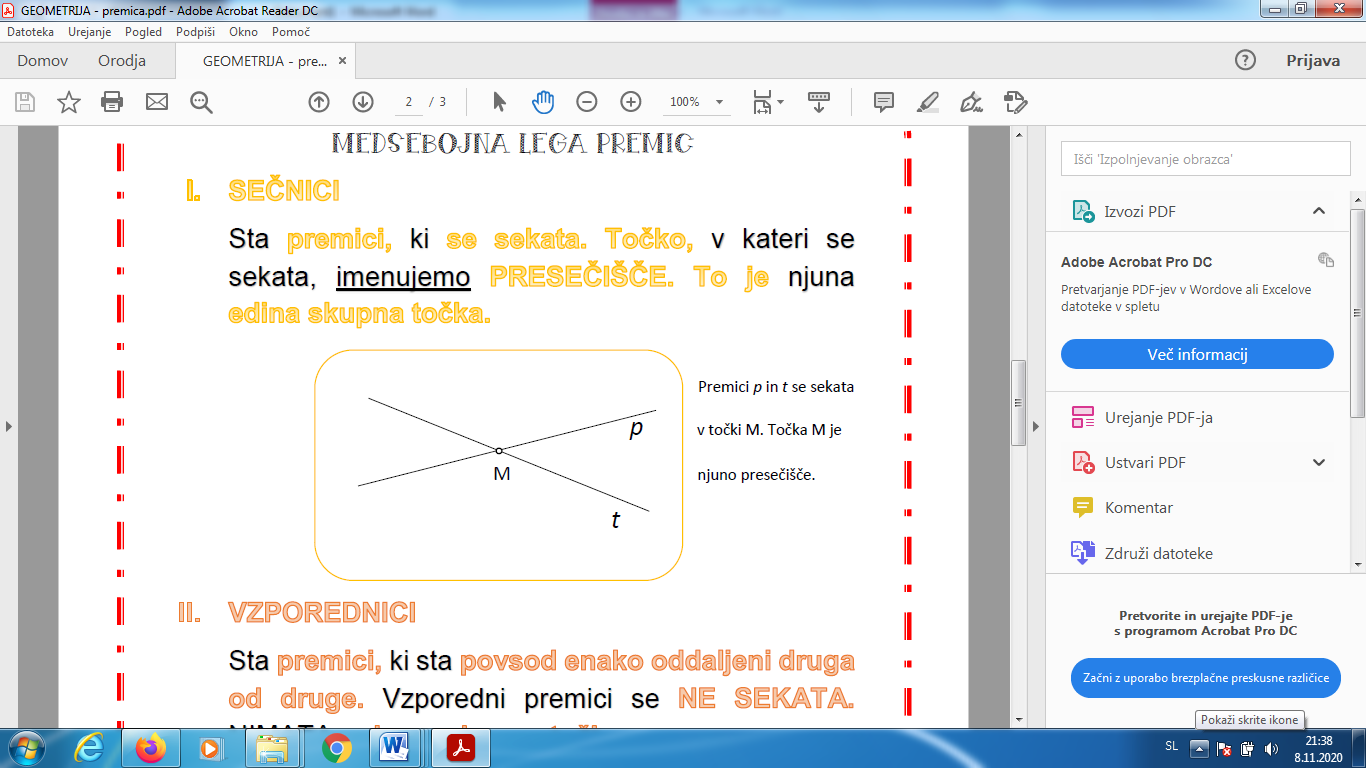 GEOMETRIJA - premica.pdf - Adobe Acrobat Reader DC
Datoteka Urejanje Pogled Podpiši Okno Pomoč
Domov Orodja GEOMETRIJA - pre... ×
Prijava
2 / 3 100%
MEDSEBOJNA LEGA PREMIC
I. SEČNICI
Sta premici, ki se sekata. Točko, v kateri se
sekata, imenujemo PRESEČIŠČE. To je njuna
edina skupna točka.
Premici p in t se sekata
v točki M. Točka M je
njuno presečišče.
p
M
t
II. VZPOREDNICI
Sta premici, ki sta povsod enako oddaljeni druga
od druge. Vzporedni premici se NE SEKATA.
Išči 'Izpolnjevanje obrazca'
Izvozi PDF
Adobe Acrobat Pro DC
Pretvarjanje PDF-jev v Wordove ali Excelove
datoteke v spletu
Več informacij
Urejanje PDF-ja
Ustvari PDF
Komentar
Združi datoteke
Pretvorite in urejajte PDF-je
s programom Acrobat Pro DC
Začni z uporabo brezplačne preskusne različice
Pokaži skrite ikone
SL
21:38
8.11.2020